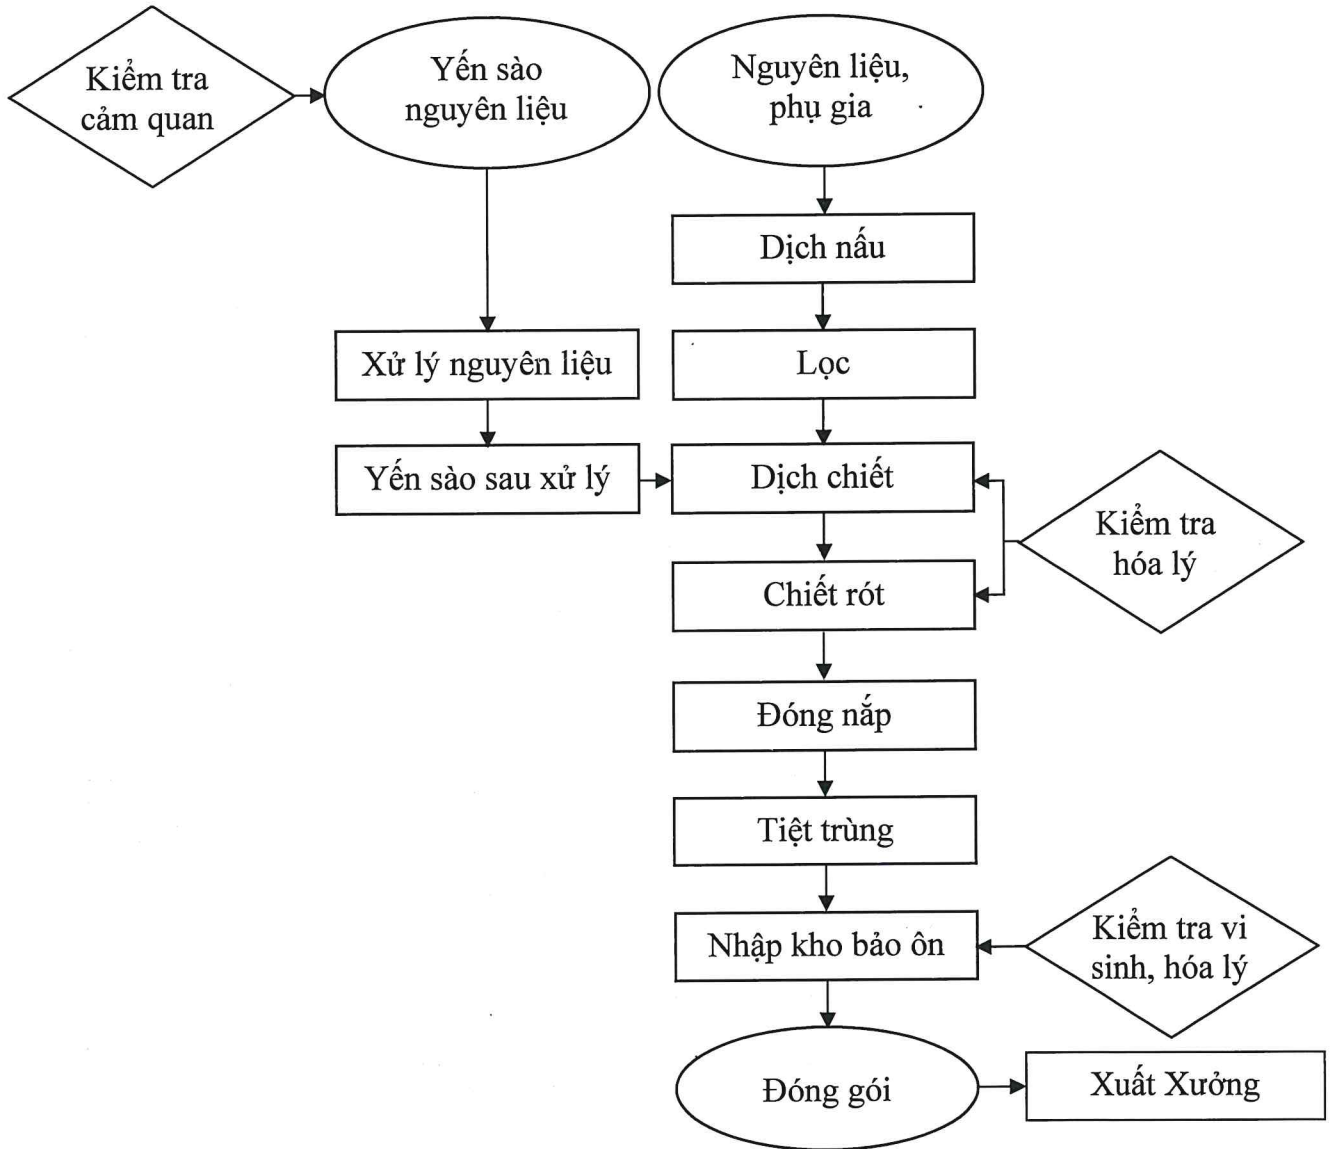 Kiểm tra
cảm quan
Yến sào
nguyên liệu
Nguyên liệu,
phụ gia
Dịch nấu
Xử lý nguyên liệu
Lọc
Yến sào sau xử lý
Dịch chiết
Kiểm tra
hóa lý
Chiết rót
Đóng nắp
Tiệt trùng
Nhập kho bảo ôn
Kiểm tra vi
sinh, hóa lý
Đóng gói
Xuất Xưởng